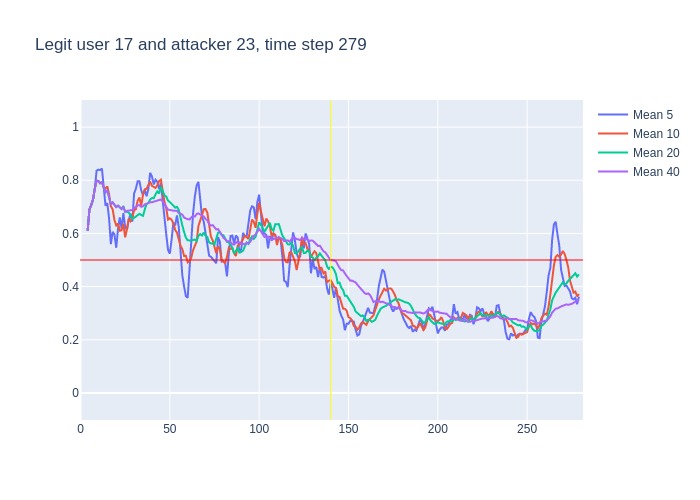 Legit user 17 and attacker 23, time step 279
Mean 5
Mean 10
Mean 20
Mean 40
1
0.8
0.6
0.4
0.2
0
0 50 100 150 200 250